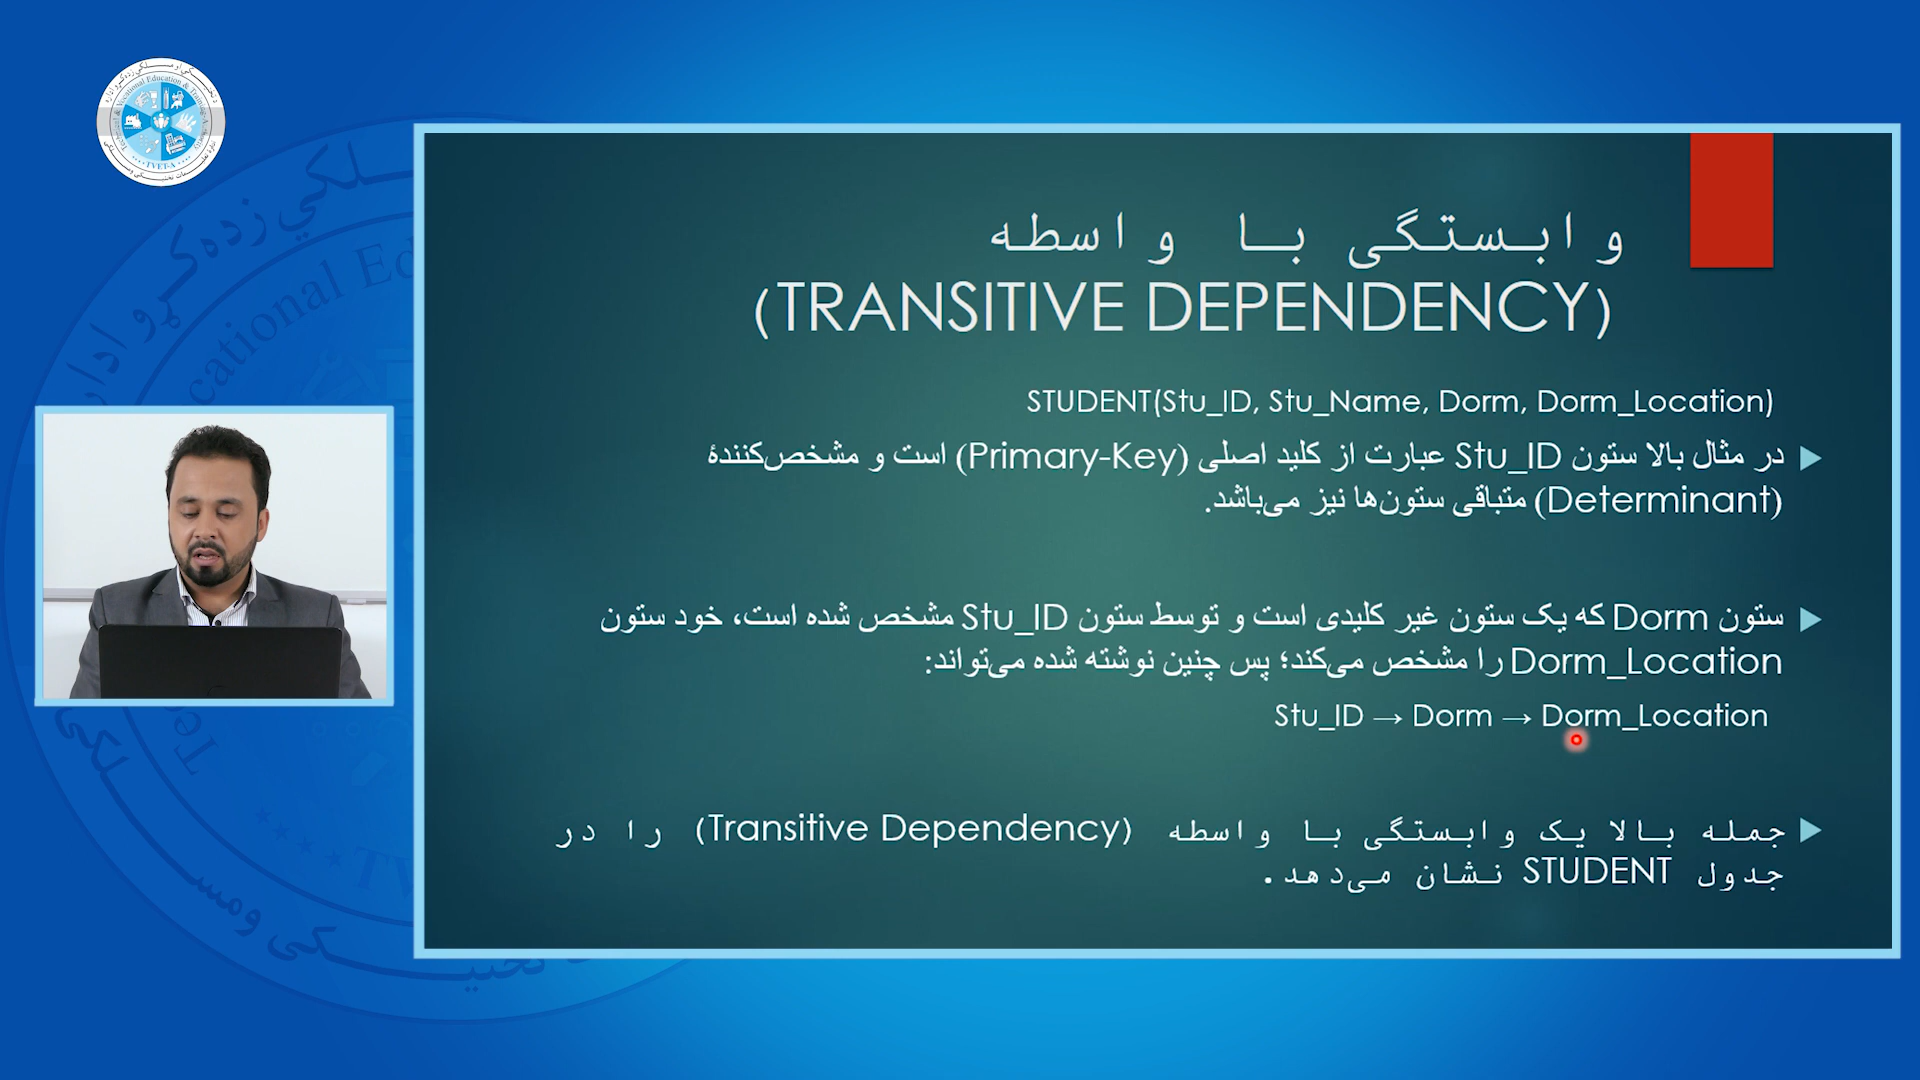 وابستگی با واسطه
(TRANSITIVE DEPENDENCY)
STUDENT(Stu_ID, Stu_Name, Dorm, Dorm_Location)
در مثال بالا ستون Stu_ID عبارت از کلید اصلی (Primary-Key) است و مشخص‌کنندهٔ
(Determinant) متباقی ستون‌ها نیز می‌باشد.
ستون Dorm که یک ستون غیر کلیدی است و توسط ستون Stu_ID مشخص شده است، خود ستون
Dorm_Location را مشخص می‌کند؛ پس چنین نوشته شده می‌تواند:
Stu_ID → Dorm → Dorm_Location
جمله بالا یک وابستگی با واسطه (Transitive Dependency) را در
جدول STUDENT نشان می‌دهد.
TVET-A